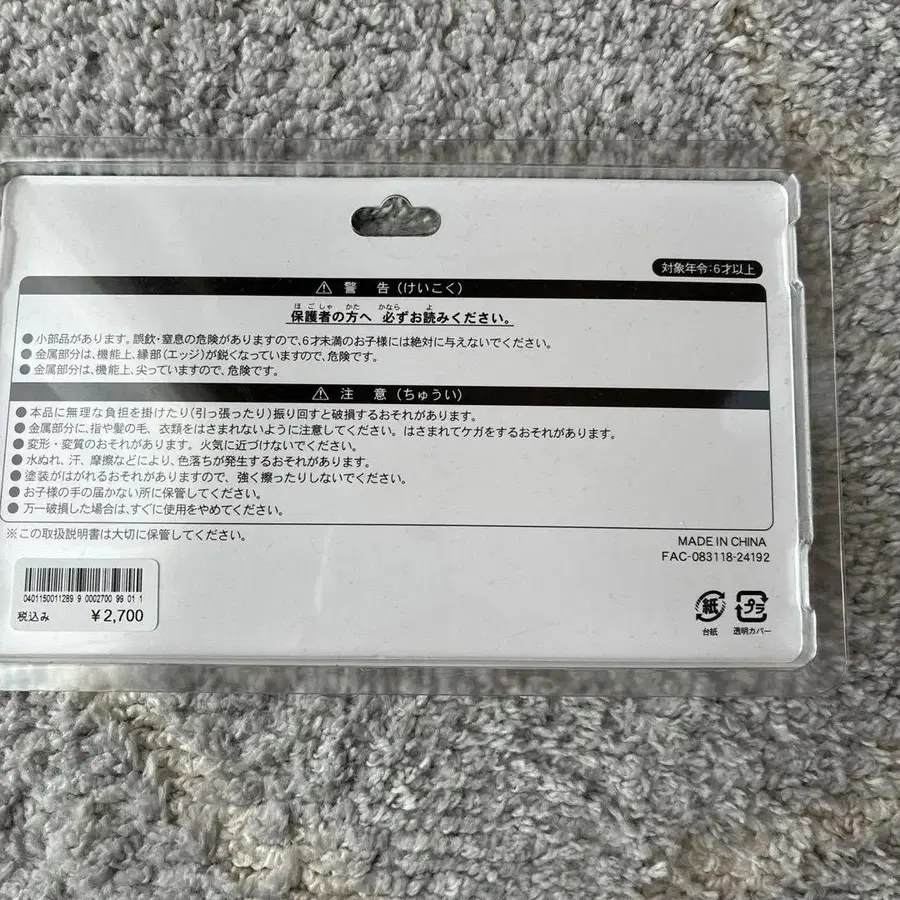 対象年令:6才以上
⚠ 警 告(けいこく)
ほごしゃ かた かなら よ
保護者の方へ 必ずお読みください。
●小部品があります。誤飲・窒息の危険がありますので、6才未満のお子様には絶対に与えないでください。
●金属部分は、機能上、縁部(エッジ)が鋭くなっていますので、危険です。
●金属部分は、機能上、尖っていますので、危険です。
⚠ 注 意(ちゅうい)
●本品に無理な負担を掛けたり(引っ張ったり)振り回すと破損するおそれがあります。
●金属部分に、指や髪の毛、衣類をはさまれないように注意してください。はさまれてケガをするおそれがあります。
●変形・変質のおそれがあります。火気に近づけないでください。
●水ぬれ、汗、摩擦などにより、色落ちが発生するおそれがあります。
●塗装がはがれるおそれがありますので、強く擦ったりしないでください。
●お子様の手の届かない所に保管してください。
●万一破損した場合は、すぐに使用をやめてください。
※この取扱説明書は大切に保管してください。
MADE IN CHINA
FAC-083118-24192
0401150011289 9 0002700 99 01 1
税込み ¥2,700
紙 プラ
台紙 透明カバー